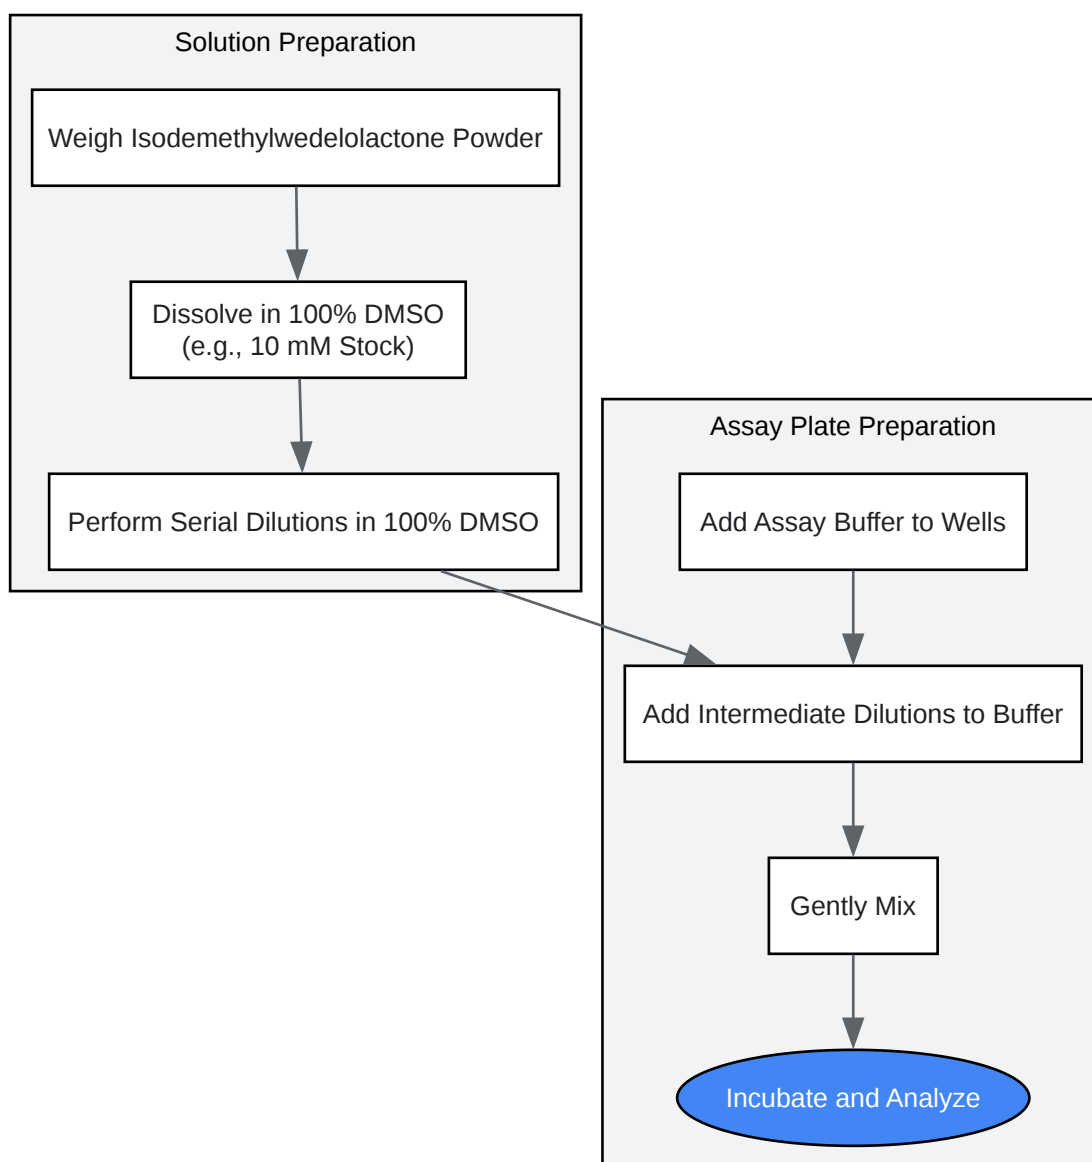 Solution Preparation
Weigh Isodemethylwedelolactone Powder
Dissolve in 100% DMSO
(e.g., 10 mM Stock)
Perform Serial Dilutions in 100% DMSO
Assay Plate Preparation
Add Assay Buffer to Wells
Add Intermediate Dilutions to Buffer
Gently Mix
Incubate and Analyze